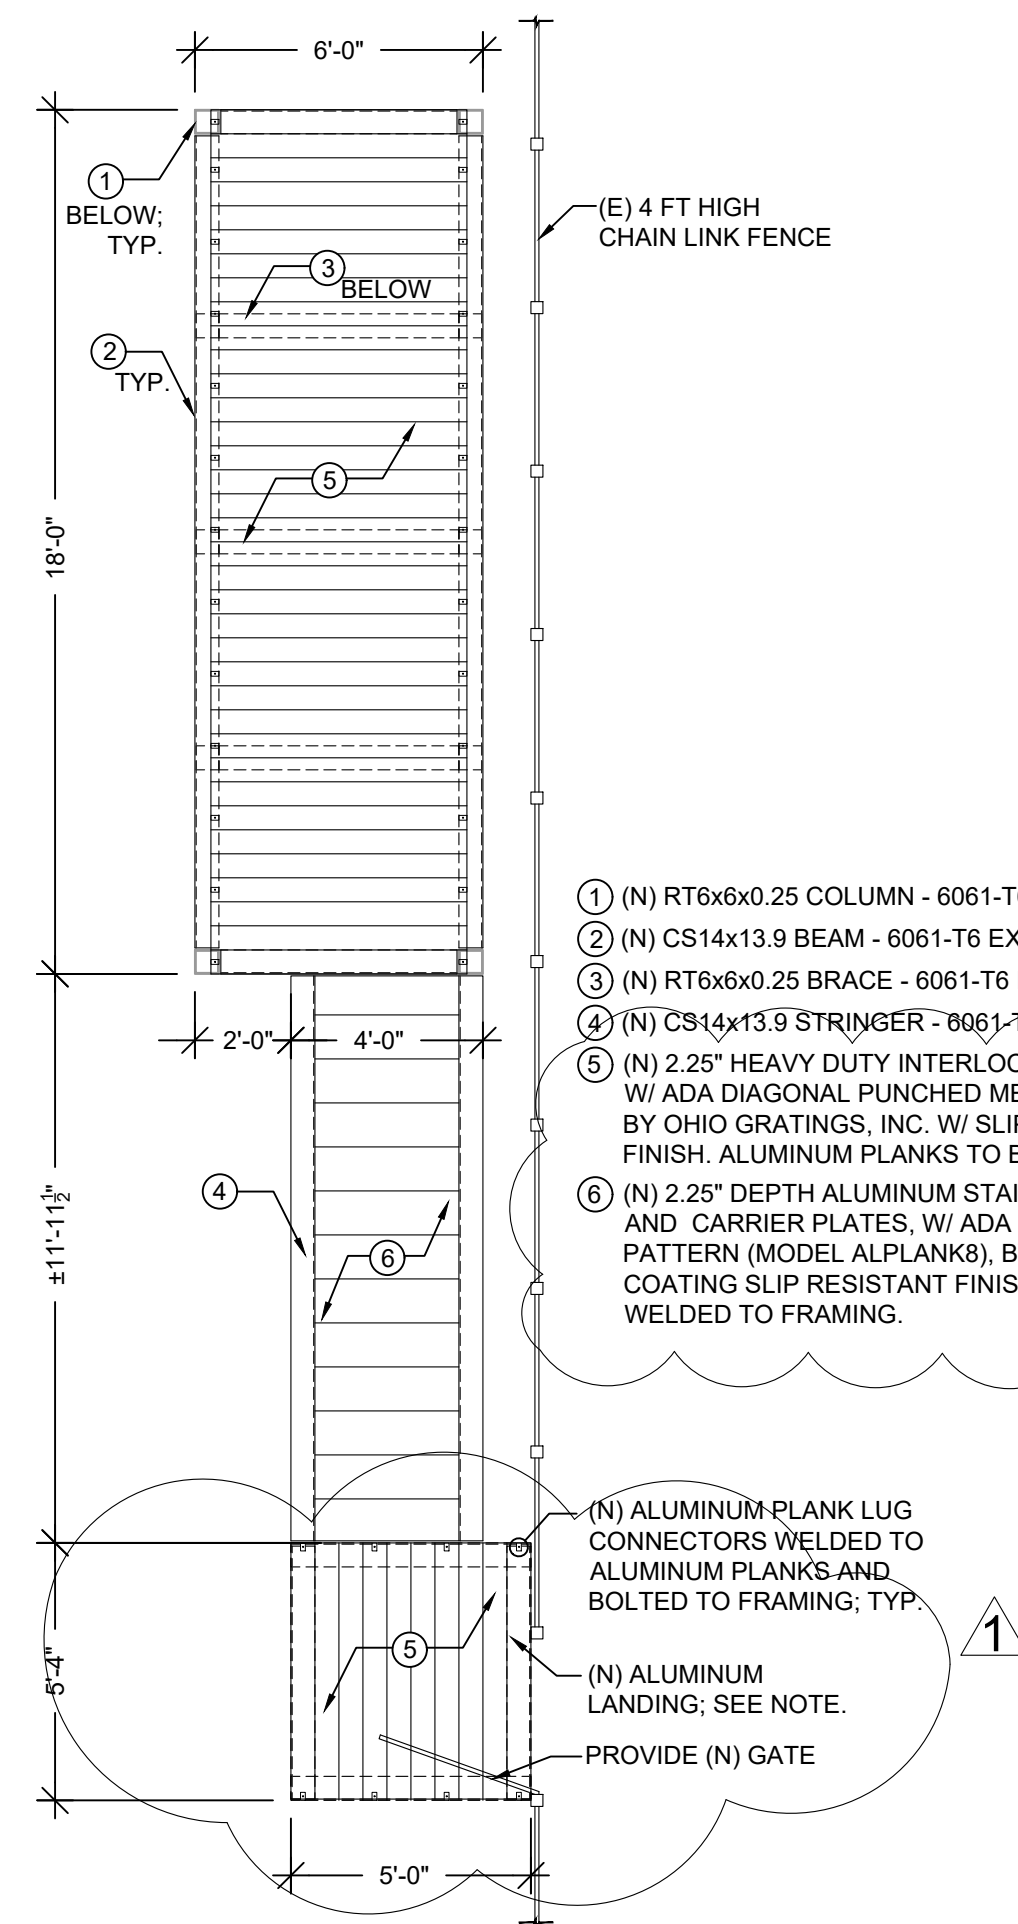 6'-0"
(E) 4 FT HIGH
CHAIN LINK FENCE
1
BELOW;
TYP.
3
BELOW
2
TYP.
5
18'-0"
2'-0"
4'-0"
1 (N) RT6x6x0.25 COLUMN - 6061-T6
2 (N) CS14x13.9 BEAM - 6061-T6 EX
3 (N) RT6x6x0.25 BRACE - 6061-T6
4 (N) CS14x13.9 STRINGER - 6061-T
5 (N) 2.25" HEAVY DUTY INTERLOC
W/ ADA DIAGONAL PUNCHED ME
BY OHIO GRATINGS, INC. W/ SLIP
FINISH. ALUMINUM PLANKS TO B
6 (N) 2.25" DEPTH ALUMINUM STAI
AND CARRIER PLATES, W/ ADA
PATTERN (MODEL ALPLANK8), B
COATING SLIP RESISTANT FINIS
WELDED TO FRAMING.
4
±11'-11 1/2"
6
(N) ALUMINUM PLANK LUG
CONNECTORS WELDED TO
ALUMINUM PLANKS AND
BOLTED TO FRAMING; TYP.
1
5'-4"
5
(N) ALUMINUM
LANDING; SEE NOTE.
PROVIDE (N) GATE
5'-0"